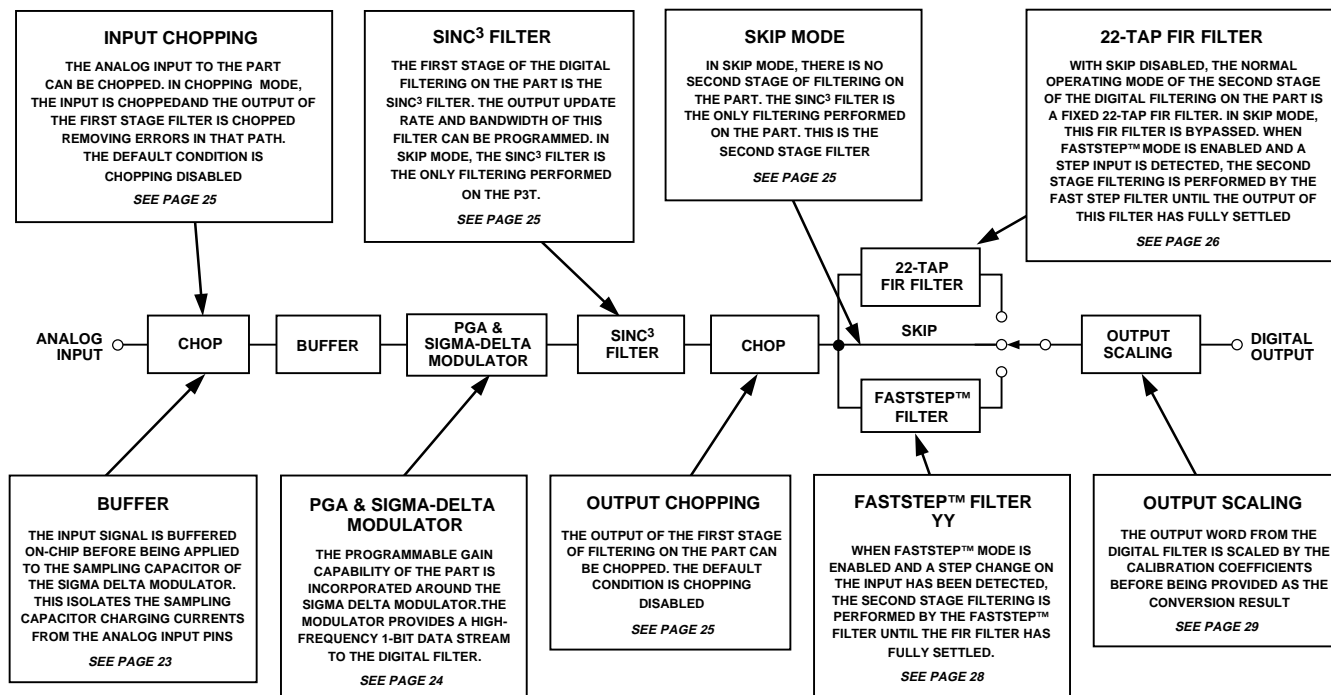 INPUT CHOPPING
THE ANALOG INPUT TO THE PART
CAN BE CHOPPED. IN CHOPPING MODE,
THE INPUT IS CHOPPEDAND THE OUTPUT OF
THE FIRST STAGE FILTER IS CHOPPED
REMOVING ERRORS IN THAT PATH.
THE DEFAULT CONDITION IS
CHOPPING DISABLED
SEE PAGE 25
SINC³ FILTER
THE FIRST STAGE OF THE DIGITAL
FILTERING ON THE PART IS THE
SINC³ FILTER. THE OUTPUT UPDATE
RATE AND BANDWIDTH OF THIS
FILTER CAN BE PROGRAMMED. IN
SKIP MODE, THE SINC³ FILTER IS
THE ONLY FILTERING PERFORMED
ON THE P3T.
SEE PAGE 25
SKIP MODE
IN SKIP MODE, THERE IS NO
SECOND STAGE OF FILTERING ON
THE PART. THE SINC³ FILTER IS
THE ONLY FILTERING PERFORMED
ON THE PART. THIS IS THE
SECOND STAGE FILTER
SEE PAGE 25
22-TAP FIR FILTER
WITH SKIP DISABLED, THE NORMAL
OPERATING MODE OF THE SECOND STAGE
OF THE DIGITAL FILTERING ON THE PART IS
A FIXED 22-TAP FIR FILTER. IN SKIP MODE,
THIS FIR FILTER IS BYPASSED. WHEN
FASTSTEP™ MODE IS ENABLED AND A
STEP INPUT IS DETECTED, THE SECOND
STAGE FILTERING IS PERFORMED BY THE
FAST STEP FILTER UNTIL THE OUTPUT OF
THIS FILTER HAS FULLY SETTLED
SEE PAGE 26
ANALOG
INPUT
CHOP
BUFFER
PGA &
SIGMA-DELTA
MODULATOR
SINC³
FILTER
CHOP
22-TAP
FIR FILTER
SKIP
FASTSTEP™
FILTER
OUTPUT
SCALING
DIGITAL
OUTPUT
BUFFER
THE INPUT SIGNAL IS BUFFERED
ON-CHIP BEFORE BEING APPLIED
TO THE SAMPLING CAPACITOR OF
THE SIGMA DELTA MODULATOR.
THIS ISOLATES THE SAMPLING
CAPACITOR CHARGING CURRENTS
FROM THE ANALOG INPUT PINS
SEE PAGE 23
PGA & SIGMA-DELTA
MODULATOR
THE PROGRAMMABLE GAIN
CAPABILITY OF THE PART IS
INCORPORATED AROUND THE
SIGMA DELTA MODULATOR.THE
MODULATOR PROVIDES A HIGH-
FREQUENCY 1-BIT DATA STREAM
TO THE DIGITAL FILTER.
SEE PAGE 24
OUTPUT CHOPPING
THE OUTPUT OF THE FIRST STAGE
OF FILTERING ON THE PART CAN
BE CHOPPED. THE DEFAULT
CONDITION IS CHOPPING
DISABLED
SEE PAGE 25
FASTSTEP™ FILTER
YY
WHEN FASTSTEP™ MODE IS
ENABLED AND A STEP CHANGE ON
THE INPUT HAS BEEN DETECTED,
THE SECOND STAGE FILTERING IS
PERFORMED BY THE FASTSTEP™
FILTER UNTIL THE FIR FILTER HAS
FULLY SETTLED.
SEE PAGE 28
OUTPUT SCALING
THE OUTPUT WORD FROM THE
DIGITAL FILTER IS SCALED BY THE
CALIBRATION COEFFICIENTS
BEFORE BEING PROVIDED AS THE
CONVERSION RESULT
SEE PAGE 29